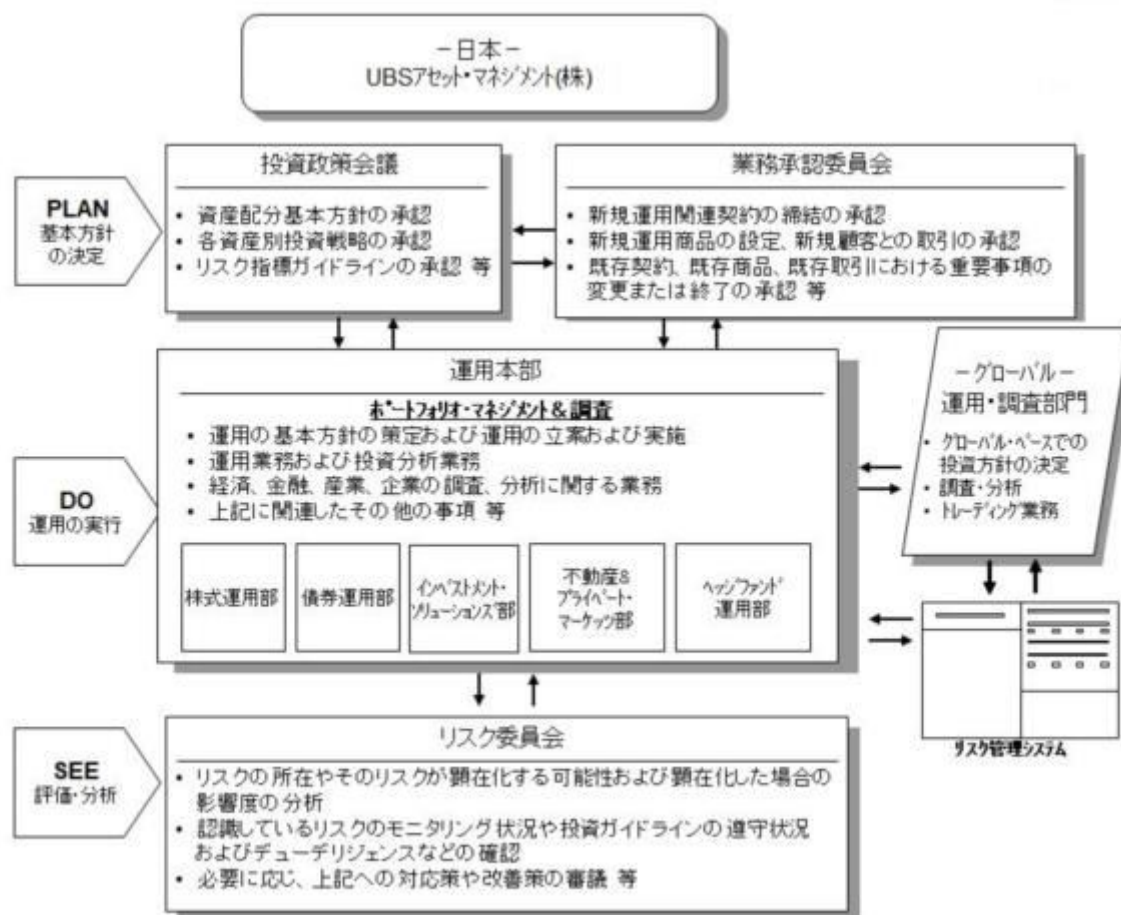 －日本－
UBSアセット・マネジメント(株)
PLAN
基本方針
の決定
投資政策会議
• 資産配分基本方針の承認
• 各資産別投資戦略の承認
• リスク指標ガイドラインの承認 等
業務承認委員会
• 新規運用関連契約の締結の承認
• 新規運用商品の設定、新規顧客との取引の承認
• 既存契約、既存商品、既存取引における重要事項の
変更または終了の承認 等
DO
運用の実行
運用本部
ポートフォリオ・マネジメント＆調査
• 運用の基本方針の策定および運用の立案および実施
• 運用業務および投資分析業務
• 経済、金融、産業、企業の調査、分析に関する業務
• 上記に関連したその他の事項 等
株式運用部
債券運用部
インベストメント・
ソリューションズ部
不動産&
プライベート・
マーケッツ部
ヘッジファンド
運用部
－グローバル－
運用・調査部門
• グローバル・ベースでの
投資方針の決定
• 調査・分析
• トレーディング業務
リスク管理システム
SEE
評価・分析
リスク委員会
• リスクの所在やそのリスクが顕在化する可能性および顕在化した場合の
影響度の分析
• 認識しているリスクのモニタリング状況や投資ガイドラインの遵守状況
およびデューデリジェンスなどの確認
• 必要に応じ、上記への対応策や改善策の審議 等